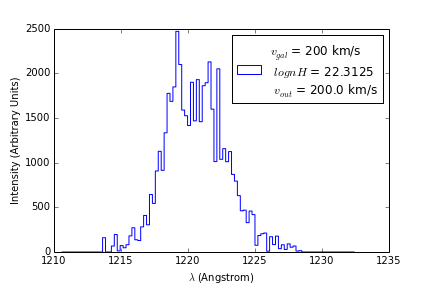 2500
2000
1500
1000
500
0
Intensity (Arbitrary Units)
v_gal = 200 km/s
lognH = 22.3125
v_out = 200.0 km/s
1210 1215 1220 1225 1230 1235
λ (Angstrom)